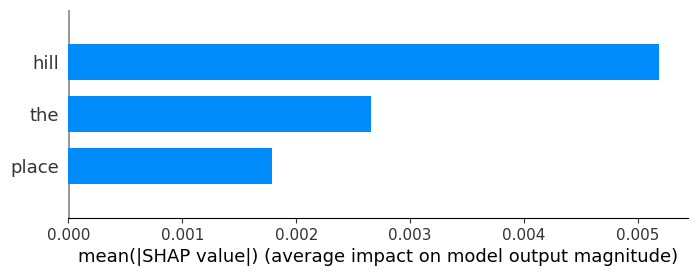 hill
the
place
0.000 0.001 0.002 0.003 0.004 0.005
mean(|SHAP value|) (average impact on model output magnitude)